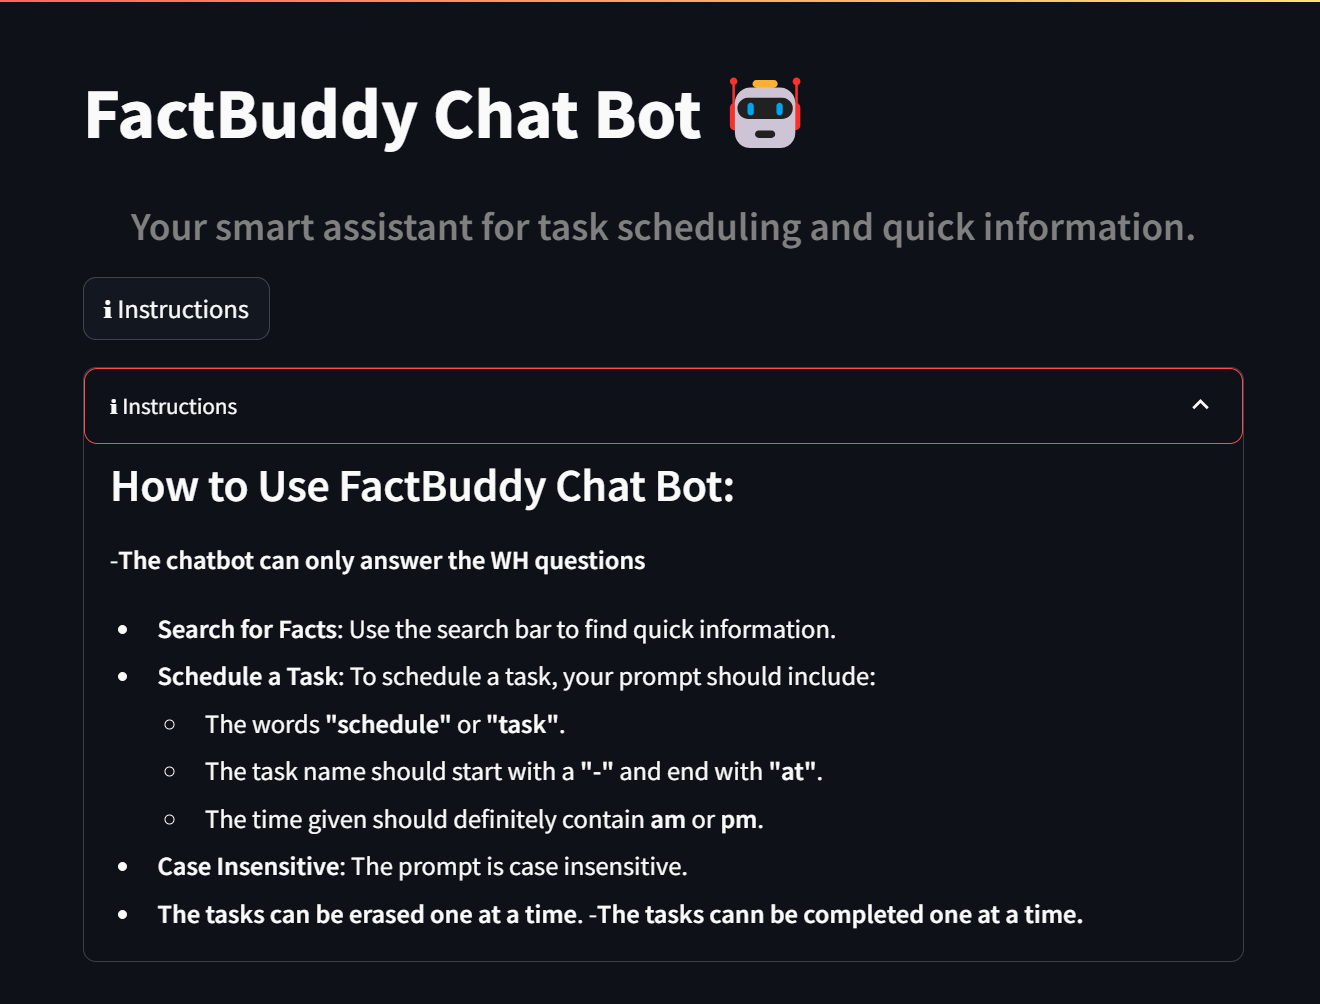 FactBuddy Chat Bot
Your smart assistant for task scheduling and quick information.
ℹ Instructions
ℹ Instructions
How to Use FactBuddy Chat Bot:
-The chatbot can only answer the WH questions
• Search for Facts: Use the search bar to find quick information.
• Schedule a Task: To schedule a task, your prompt should include:
○ The words "schedule" or "task".
○ The task name should start with a "-" and end with "at".
○ The time given should definitely contain am or pm.
• Case Insensitive: The prompt is case insensitive.
• The tasks can be erased one at a time. -The tasks cann be completed one at a time.